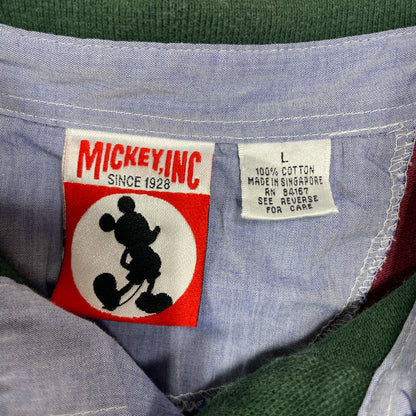 MICKEY, INC
SINCE 1928
L
100% COTTON
MADE IN SINGAPORE
RN 84167
SEE REVERSE
FOR CARE